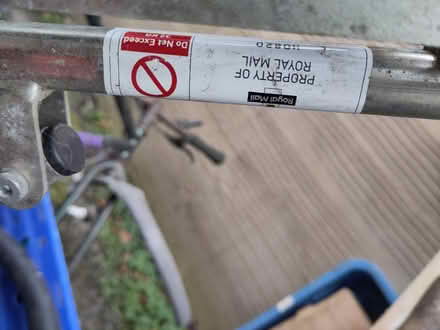 Royal Mail
PROPERTY OF
ROYAL MAIL
Do Not Exceed